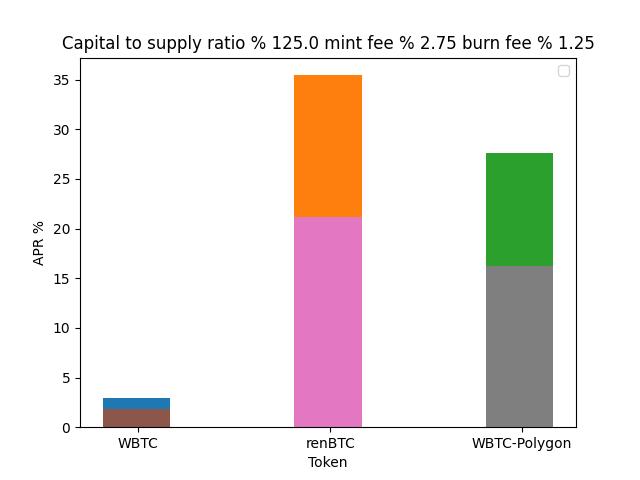 Capital to supply ratio % 125.0 mint fee % 2.75 burn fee % 1.25
35
30
25
20
15
10
5
0
APR %
WBTC
renBTC
WBTC-Polygon
Token